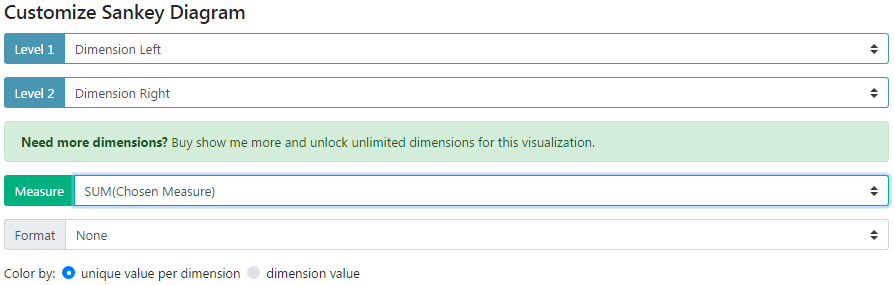 Customize Sankey Diagram
Level 1 Dimension Left
Level 2 Dimension Right
Need more dimensions? Buy show me more and unlock unlimited dimensions for this visualization.
Measure SUM(Chosen Measure)
Format None
Color by: unique value per dimension dimension value